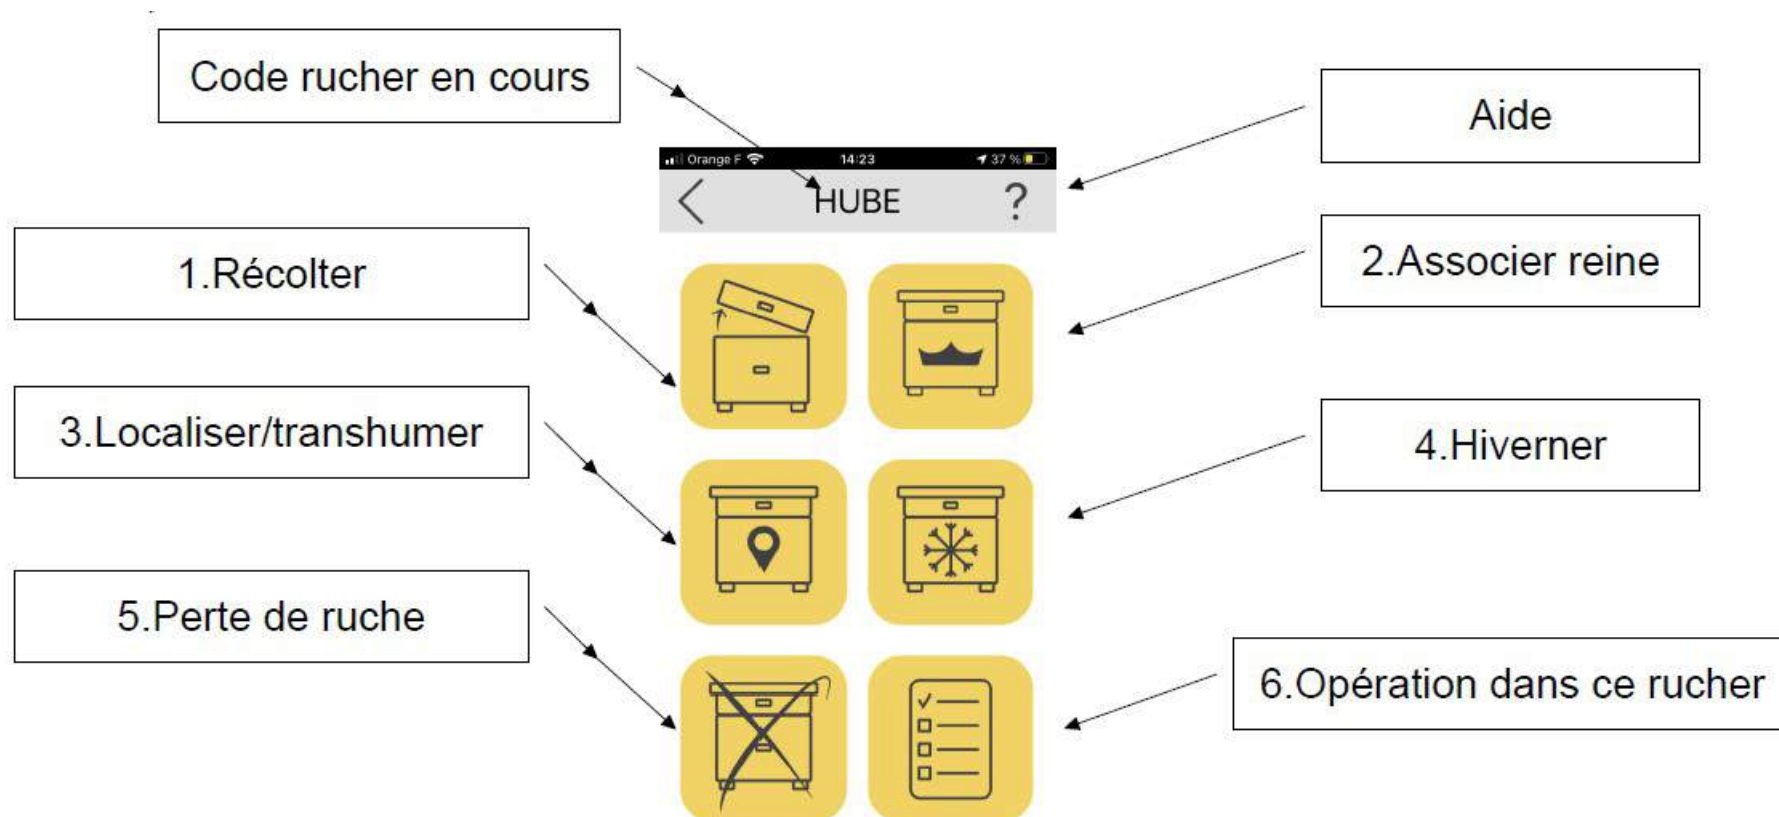 Code rucher en cours
Aide
Orange F 14:23 37 %
HUBE ?
1.Récolter
2.Associer reine
3.Localiser/transhumer
4.Hiverner
5.Perte de ruche
6.Opération dans ce rucher